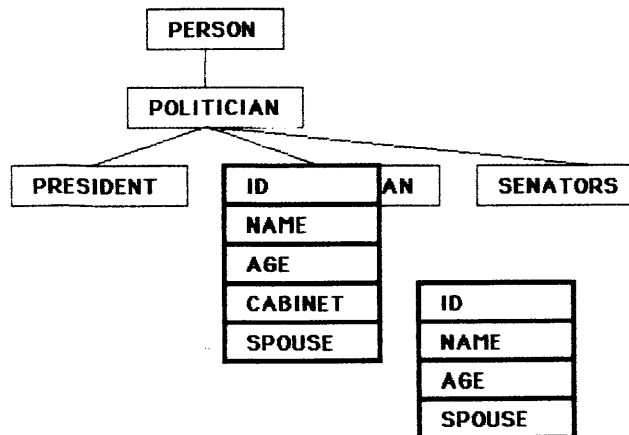 PERSON
POLITICIAN
PRESIDENT
ID
AN
SENATORS
NAME
AGE
CABINET
SPOUSE
ID
NAME
AGE
SPOUSE